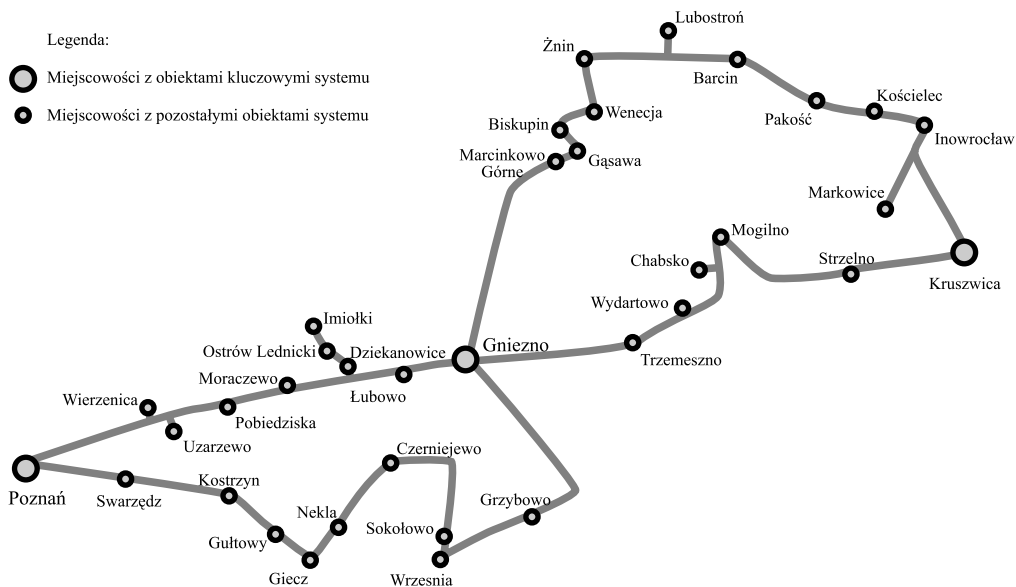 Legenda:
Miejscowości z obiektami kluczowymi systemu
Miejscowości z pozostałymi obiektami systemu
Lubostroń
Żnin
Barcin
Kościelec
Pakość
Inowrocław
Wenecja
Biskupin
Gąsawa
Marcinkowo
Górne
Markowice
Mogilno
Chabsko
Strzelno
Kruszwica
Wydartowo
Trzemeszno
Gniezno
Imiołki
Ostrów Lednicki
Dziekanowice
Moraczewo
Łubowo
Wierzenica
Pobiedziska
Uzarzewo
Poznań
Swarzędz
Kostrzyn
Gułtowy
Giecz
Nekla
Czerniejewo
Sokołowo
Wrzesnia
Grzybowo